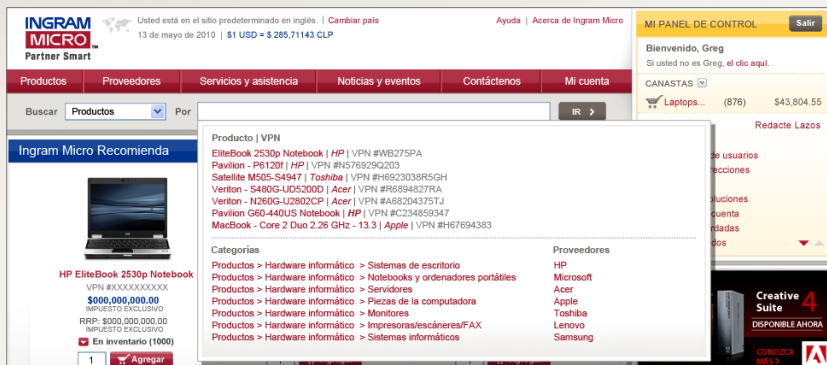 INGRAM
MICRO
Partner Smart
Usted está en el sitio predeterminado en inglés. | Cambiar país
13 de mayo de 2010 | $1 USD = $ 285,71143 CLP
Ayuda | Acerca de Ingram Micro
MI PANEL DE CONTROL
Salir
Bienvenido, Greg
Si usted no es Greg, el clic aquí.
Productos
Proveedores
Servicios y asistencia
Noticias y eventos
Contáctenos
Mi cuenta
CANASTAS
Laptops... (876) $43,804.55
Redacte Lazos
Buscar
Productos
Por
IR
Ingram Micro Recomienda
Producto | VPN
EliteBook 2530p Notebook | HP | VPN #WB275PA
Pavilion - P6120f | HP | VPN #N576929Q203
Satellite M505-S4947 | Toshiba | VPN #H6923038R5GH
Veriton - S480G-UD5200D | Acer | VPN #R6894827RA
Veriton - N260G-U2802CP | Acer | VPN #A68204375TJ
Pavilion G60-440US Notebook | HP | VPN #C234859347
MacBook - Core 2 Duo 2.26 GHz - 13.3 | Apple | VPN #H67694383
Categorías
Productos > Hardware informático > Sistemas de escritorio
Productos > Hardware informático > Notebooks y ordenadores portátiles
Productos > Hardware informático > Servidores
Productos > Hardware informático > Piezas de la computadora
Productos > Hardware informático > Monitores
Productos > Hardware informático > Impresoras/escáneres/FAX
Productos > Hardware informático > Sistemas informáticos
Proveedores
HP
Microsoft
Acer
Apple
Toshiba
Lenovo
Samsung
de usuarios
recciones
oluciones
cuenta
rdadas
dos
HP EliteBook 2530p Notebook
VPN #XXXXXXXXXX
$000,000,000.00
IMPUESTO EXCLUSIVO
RRP: $000,000,000.00
IMPUESTO EXCLUSIVO
En inventario (1000)
1
Agregar
Creative
Suite 4
DISPONIBLE AHORA
CONOZCA
MÁS >